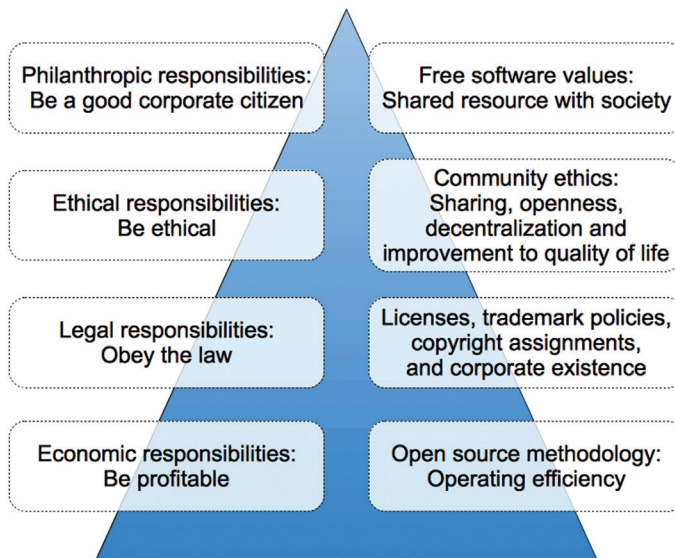 Philanthropic responsibilities:
Be a good corporate citizen
Free software values:
Shared resource with society
Ethical responsibilities:
Be ethical
Community ethics:
Sharing, openness,
decentralization and
improvement to quality of life
Legal responsibilities:
Obey the law
Licenses, trademark policies,
copyright assignments,
and corporate existence
Economic responsibilities:
Be profitable
Open source methodology:
Operating efficiency